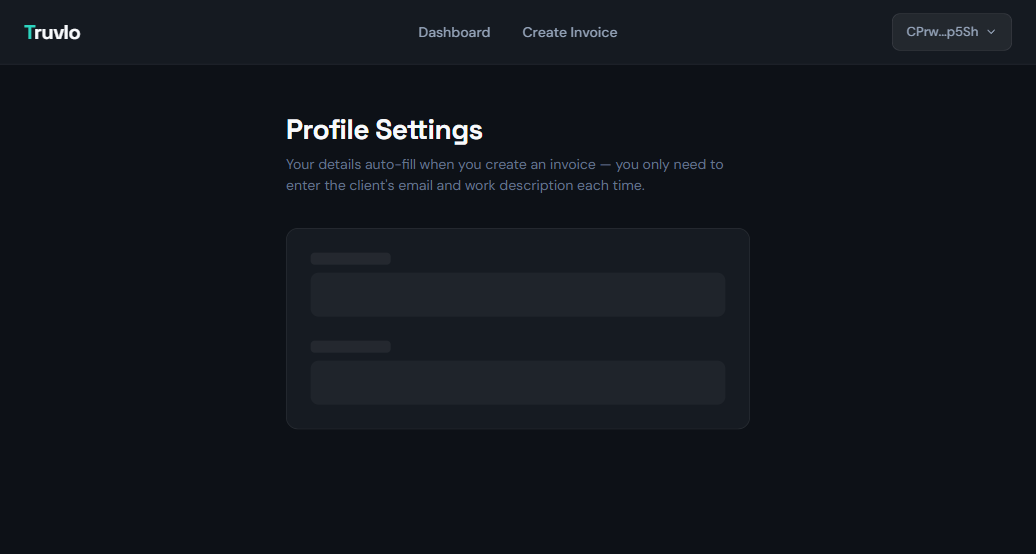 Truvlo
Dashboard
Create Invoice
CPrw...p5Sh
Profile Settings
Your details auto-fill when you create an invoice — you only need to
enter the client's email and work description each time.